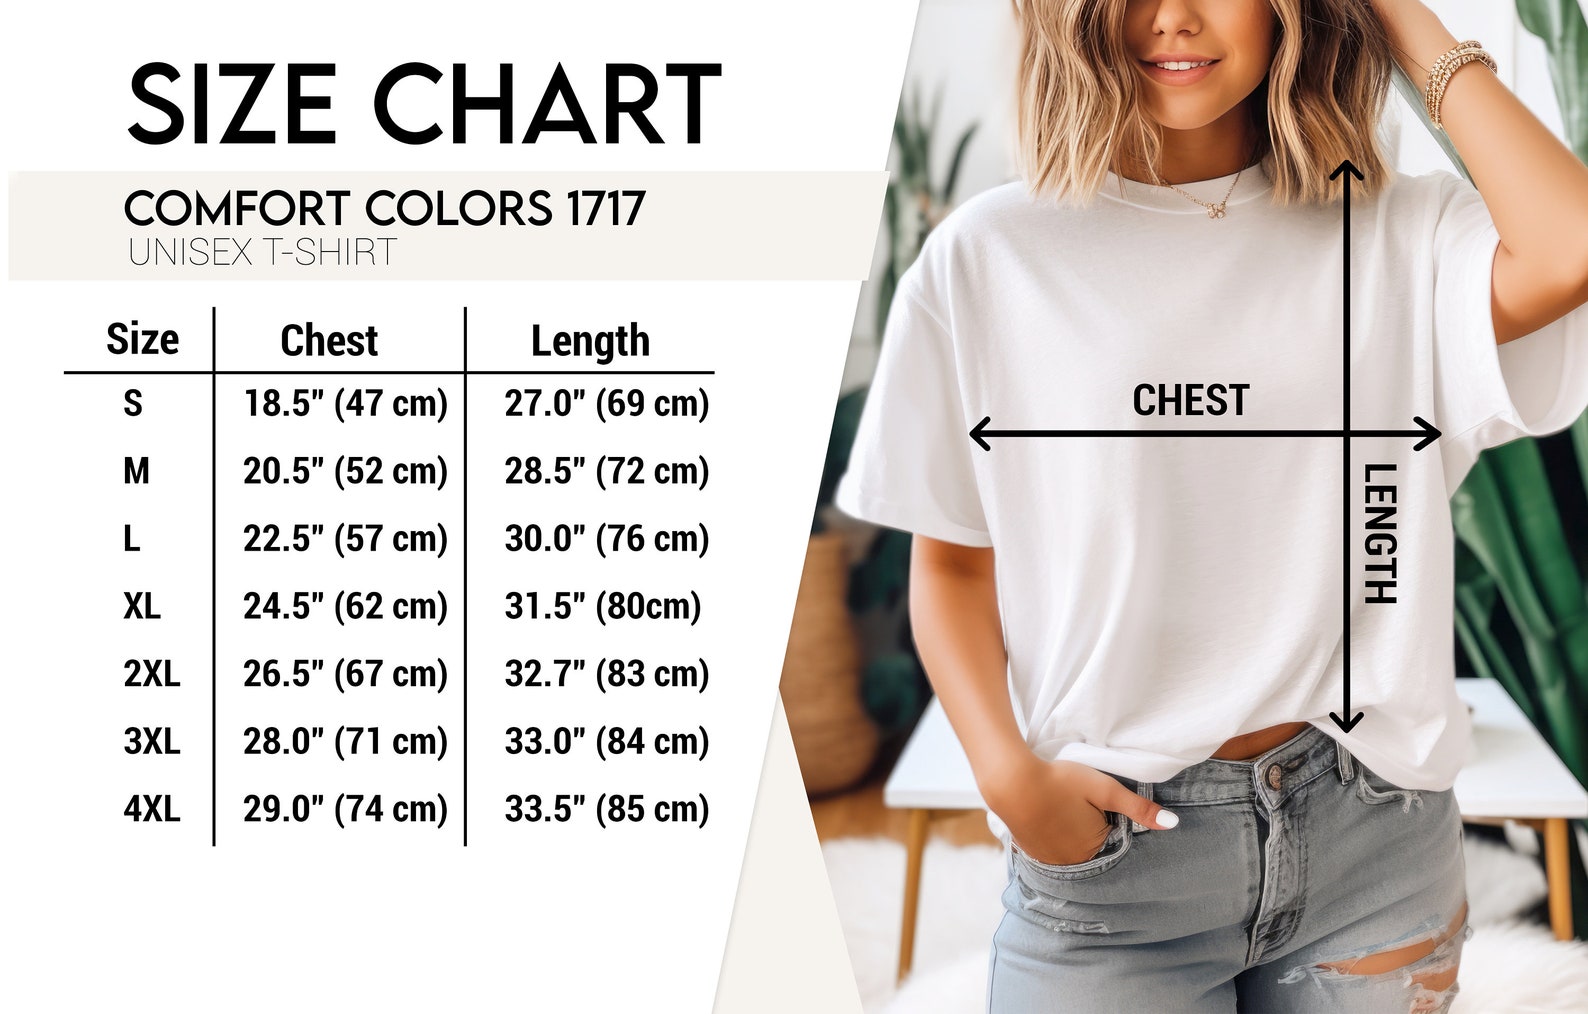 SIZE CHART
COMFORT COLORS 1717
UNISEX T-SHIRT
Size Chest Length
S 18.5" (47 cm) 27.0" (69 cm)
M 20.5" (52 cm) 28.5" (72 cm)
L 22.5" (57 cm) 30.0" (76 cm)
XL 24.5" (62 cm) 31.5" (80cm)
2XL 26.5" (67 cm) 32.7" (83 cm)
3XL 28.0" (71 cm) 33.0" (84 cm)
4XL 29.0" (74 cm) 33.5" (85 cm)
CHEST
LENGTH